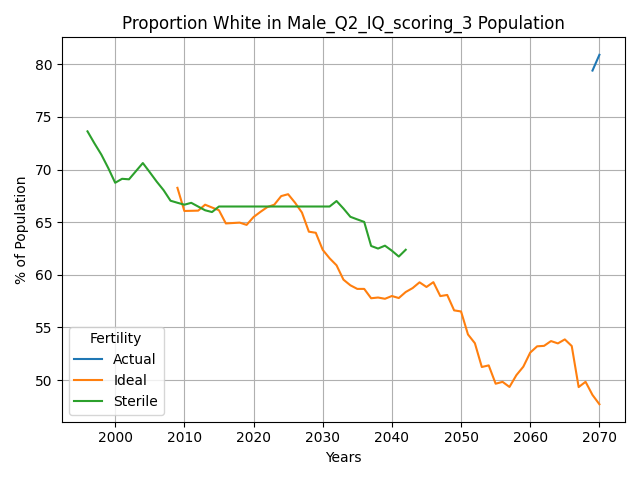 Proportion White in Male_Q2_IQ_scoring_3 Population
% of Population
80
75
70
65
60
55
50
Fertility
Actual
Ideal
Sterile
2000 2010 2020 2030 2040 2050 2060 2070
Years